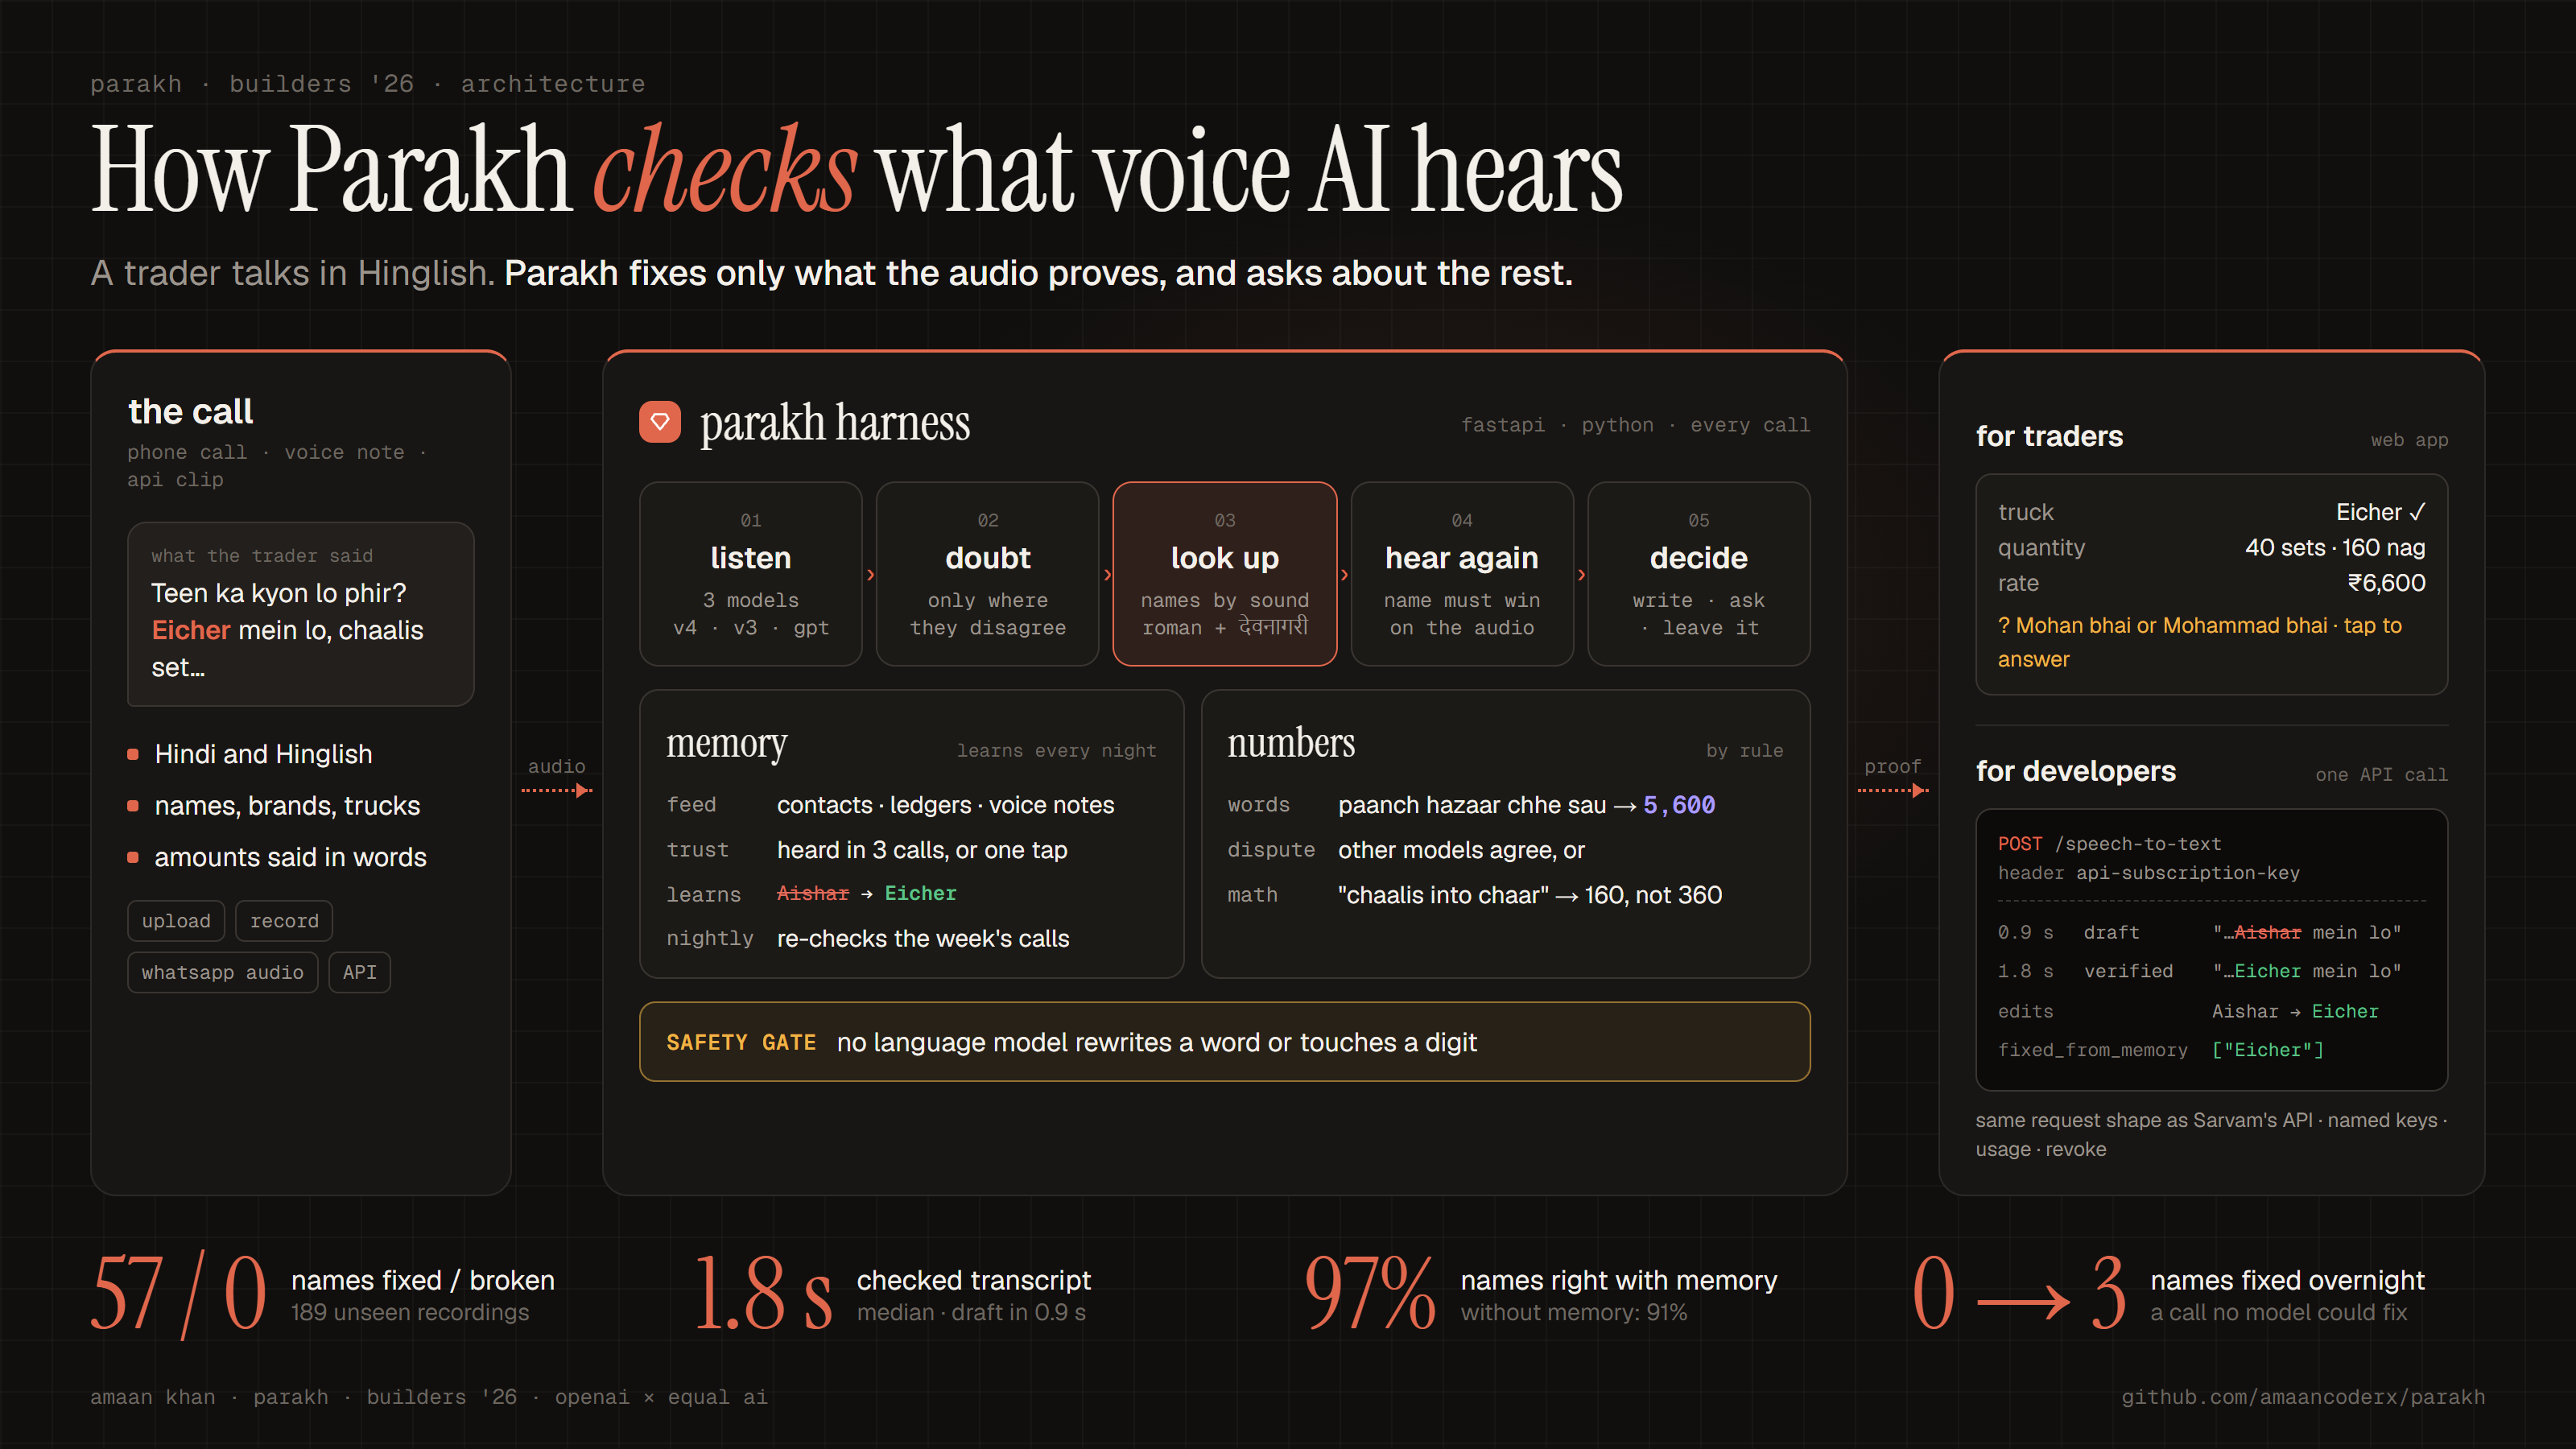 parakh · builders '26 · architecture
How Parakh checks what voice AI hears
A trader talks in Hinglish. Parakh fixes only what the audio proves, and asks about the rest.
the call
phone call · voice note ·
api clip
what the trader said
Teen ka kyon lo phir?
Eicher mein lo, chaalis
set...
Hindi and Hinglish
names, brands, trucks
amounts said in words
upload record
whatsapp audio API
audio
parakh harness
fastapi · python · every call
01
listen
3 models
v4 · v3 · gpt
›
02
doubt
only where
they disagree
›
03
look up
names by sound
roman + देवनागरी
›
04
hear again
name must win
on the audio
›
05
decide
write · ask
· leave it
memory learns every night
feed contacts · ledgers · voice notes
trust heard in 3 calls, or one tap
learns Aishar → Eicher
nightly re-checks the week's calls
numbers by rule
words paanch hazaar chhe sau → 5,600
dispute other models agree, or
math "chaalis into chaar" → 160, not 360
SAFETY GATE no language model rewrites a word or touches a digit
proof
for traders web app
truck Eicher ✓
quantity 40 sets · 160 nag
rate ₹6,600
? Mohan bhai or Mohammad bhai · tap to
answer
for developers one API call
POST /speech-to-text
header api-subscription-key
0.9 s draft "…Aishar mein lo"
1.8 s verified "…Eicher mein lo"
edits Aishar → Eicher
fixed_from_memory ["Eicher"]
same request shape as Sarvam's API · named keys ·
usage · revoke
57 / 0 names fixed / broken
189 unseen recordings
1.8 s checked transcript
median · draft in 0.9 s
97% names right with memory
without memory: 91%
0 → 3 names fixed overnight
a call no model could fix
amaan khan · parakh · builders '26 · openai × equal ai
github.com/amaancoderx/parakh